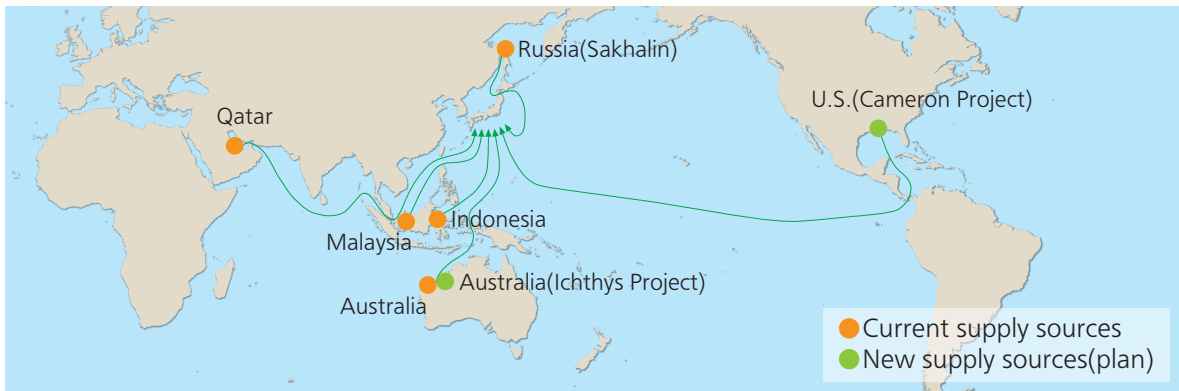 Russia(Sakhalin)
U.S.(Cameron Project)
Qatar
Indonesia
Malaysia
Australia(Ichthys Project)
Australia
Current supply sources
New supply sources(plan)